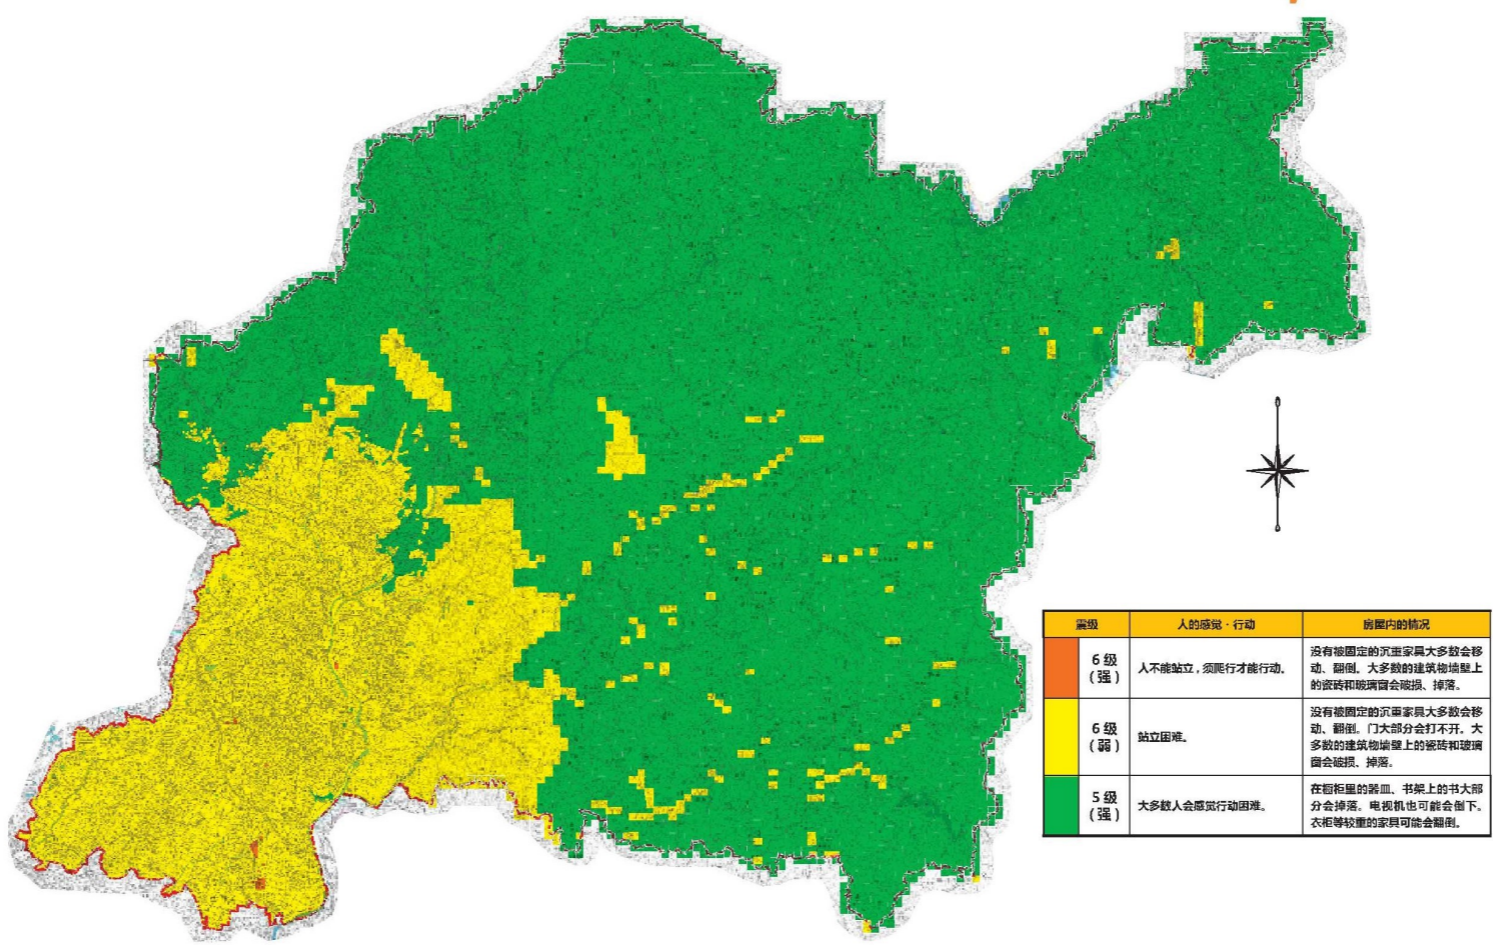 震级
人的感觉·行动
房屋内的情况
6 级
（强）
人不能站立，须爬行才能行动。
没有被固定的沉重家具大多数会移
动、翻倒。大多数的建筑物墙壁上
的瓷砖和玻璃窗会破损、掉落。
6 级
（弱）
站立困难。
没有被固定的沉重家具大多数会移
动、翻倒。门大部分会打不开。大
多数的建筑物墙壁上的瓷砖和玻璃
窗会破损、掉落。
5 级
（强）
大多数人会感觉行动困难。
在橱柜里的器皿、书架上的书大部
分会掉落。电视机也可能会倒下。
衣柜等较重的家具可能会翻倒。